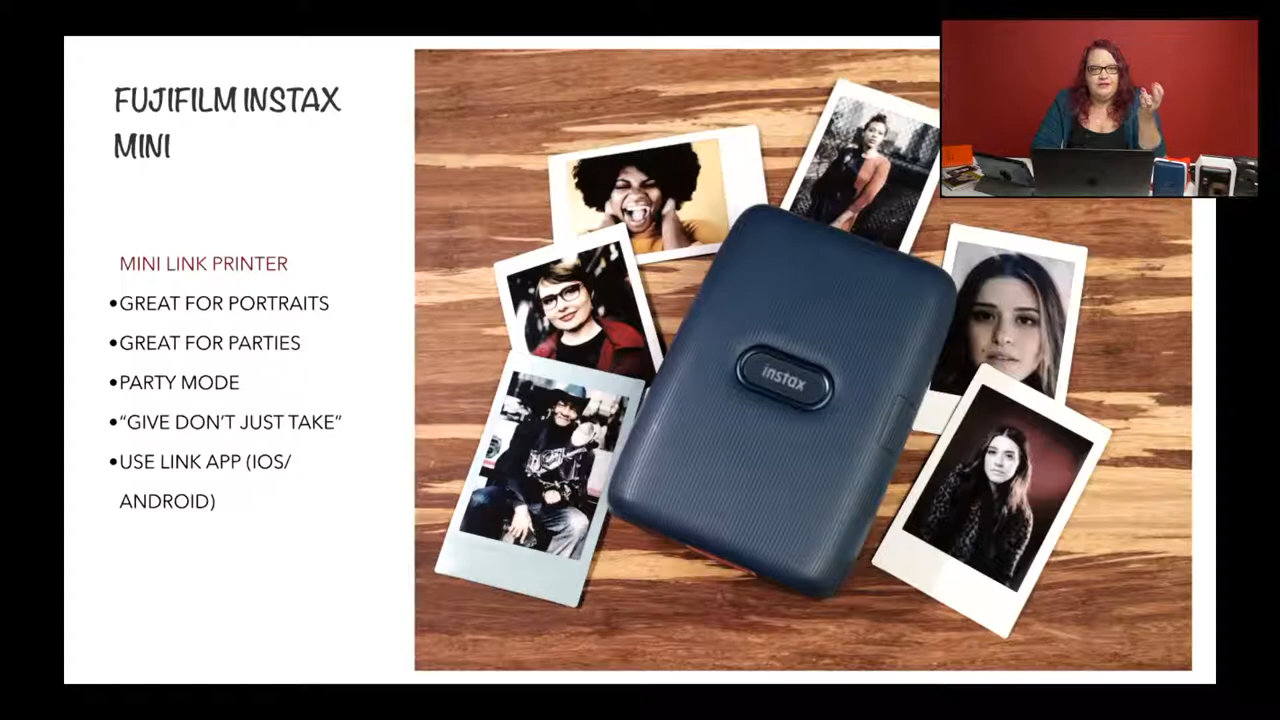 FUJIFILM INSTAX
MINI
MINI LINK PRINTER
•GREAT FOR PORTRAITS
•GREAT FOR PARTIES
•PARTY MODE
•“GIVE DON’T JUST TAKE”
•USE LINK APP (IOS/
ANDROID)
instax